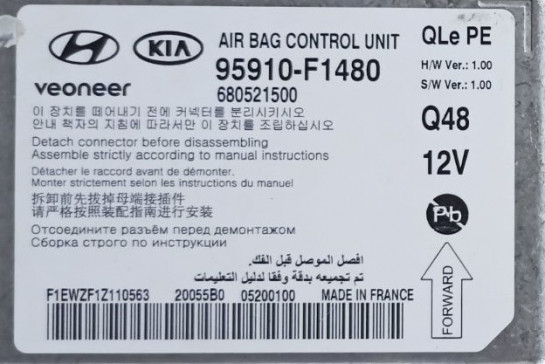 KIA
AIR BAG CONTROL UNIT
QLe PE
95910-F1480
H/W Ver.: 1.00
veoneer
680521500
S/W Ver.: 1.00
이 장치를 떼어내기 전에 커넥터를 분리시키시오
안내 책자의 지침에 따라서만 이 장치를 조립하십시오
Q48
Detach connector before disassembling
Assemble strictly according to manual instructions
12V
Détacher le raccord avant de démonter.
Monter strictement selon les instructions du manuel
拆卸前先拔掉母端接插件
请严格按照装配指南进行安装
Pb
Отсоедините разъём перед демонтажом
Сборка строго по инструкции
افصل الموصل قبل الفك.
تم تجميعه بدقة وفقا لدليل التعليمات
FORWARD
F1EWZF1Z110563 20055B0 05200100 MADE IN FRANCE